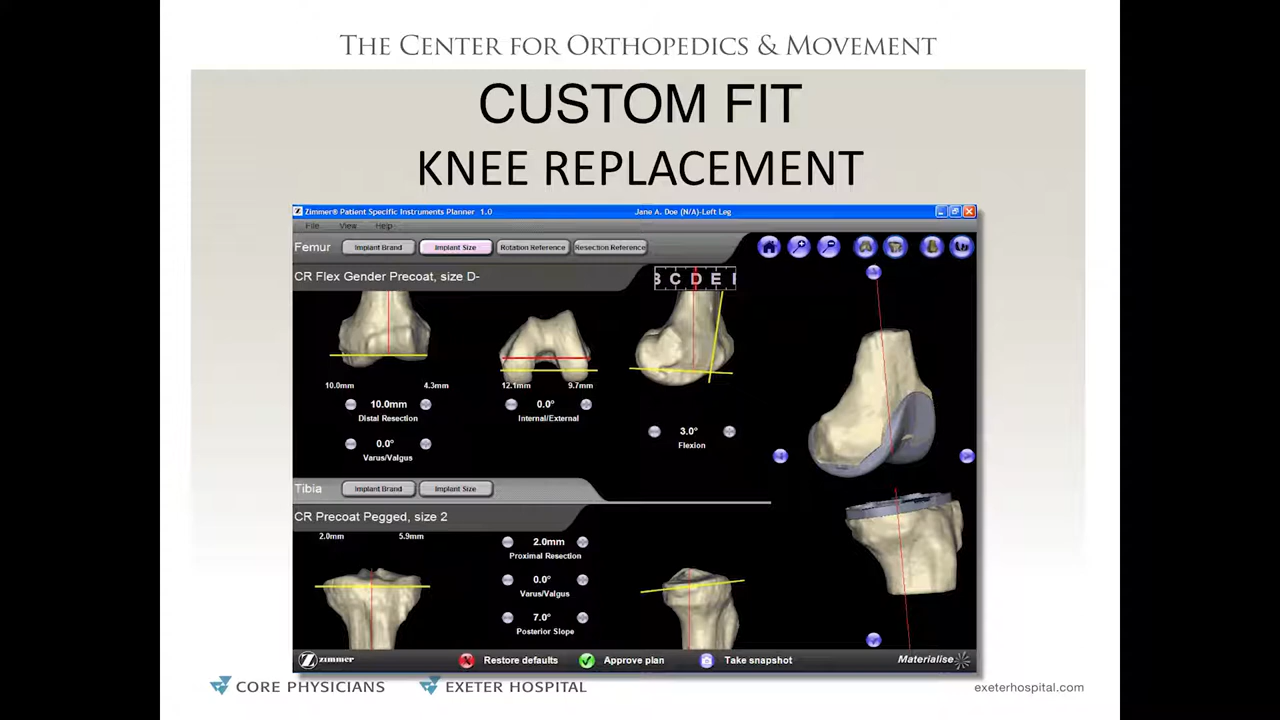 THE CENTER FOR ORTHOPEDICS & MOVEMENT
CUSTOM FIT
KNEE REPLACEMENT
Zimmer® Patient Specific Instruments Planner 1.0
Jane A. Doe (N/A)-Left Leg
File View Help
Femur
Implant Brand
Implant Size
Rotation Reference
Resection Reference
CR Flex Gender Precoat, size D-
C D E
10.0mm 4.3mm
12.1mm 9.7mm
10.0mm
Distal Resection
0.0°
Varus/Valgus
0.0°
Internal/External
3.0°
Flexion
Tibia
Implant Brand
Implant Size
CR Precoat Pegged, size 2
2.0mm 5.9mm
2.0mm
Proximal Resection
0.0°
Varus/Valgus
7.0°
Posterior Slope
zimmer
Restore defaults
Approve plan
Take snapshot
Materialise
CORE PHYSICIANS
EXETER HOSPITAL
exeterhospital.com